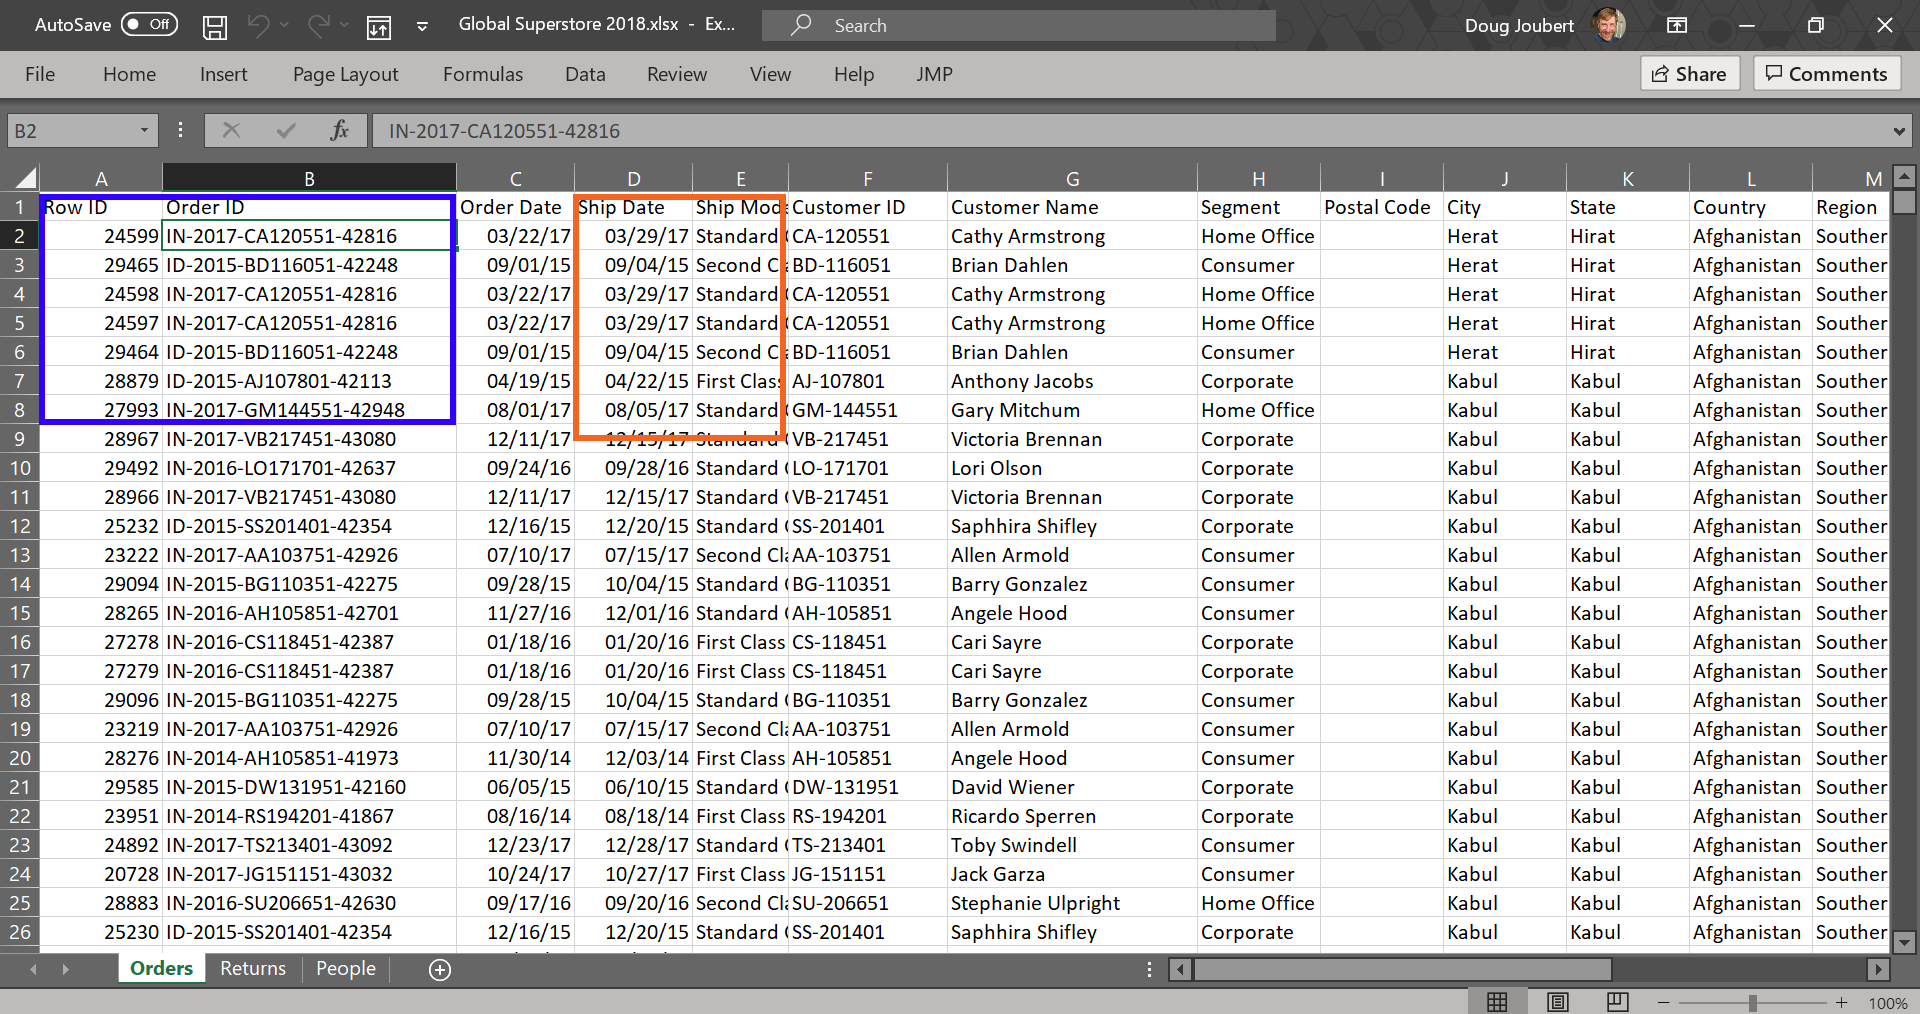 AutoSave Off Global Superstore 2018.xlsx - Ex... Search Doug Joubert
File Home Insert Page Layout Formulas Data Review View Help JMP Share Comments
B2 fx IN-2017-CA120551-42816
A B C D E F G H I J K L M
1 Row ID Order ID Order Date Ship Date Ship Mode Customer ID Customer Name Segment Postal Code City State Country Region
2 24599 IN-2017-CA120551-42816 03/22/17 03/29/17 Standard CA-120551 Cathy Armstrong Home Office Herat Hirat Afghanistan Souther
3 29465 ID-2015-BD116051-42248 09/01/15 09/04/15 Second C BD-116051 Brian Dahlen Consumer Herat Hirat Afghanistan Souther
4 24598 IN-2017-CA120551-42816 03/22/17 03/29/17 Standard CA-120551 Cathy Armstrong Home Office Herat Hirat Afghanistan Souther
5 24597 IN-2017-CA120551-42816 03/22/17 03/29/17 Standard CA-120551 Cathy Armstrong Home Office Herat Hirat Afghanistan Souther
6 29464 ID-2015-BD116051-42248 09/01/15 09/04/15 Second C BD-116051 Brian Dahlen Consumer Herat Hirat Afghanistan Souther
7 28879 ID-2015-AJ107801-42113 04/19/15 04/22/15 First Class AJ-107801 Anthony Jacobs Corporate Kabul Kabul Afghanistan Souther
8 27993 IN-2017-GM144551-42948 08/01/17 08/05/17 Standard GM-144551 Gary Mitchum Home Office Kabul Kabul Afghanistan Souther
9 28967 IN-2017-VB217451-43080 12/11/17 12/15/17 Standard C VB-217451 Victoria Brennan Corporate Kabul Kabul Afghanistan Souther
10 29492 IN-2016-LO171701-42637 09/24/16 09/28/16 Standard C LO-171701 Lori Olson Corporate Kabul Kabul Afghanistan Souther
11 28966 IN-2017-VB217451-43080 12/11/17 12/15/17 Standard C VB-217451 Victoria Brennan Corporate Kabul Kabul Afghanistan Souther
12 25232 ID-2015-SS201401-42354 12/16/15 12/20/15 Standard C SS-201401 Saphhira Shifley Corporate Kabul Kabul Afghanistan Souther
13 23222 IN-2017-AA103751-42926 07/10/17 07/15/17 Second Cla AA-103751 Allen Armold Consumer Kabul Kabul Afghanistan Souther
14 29094 IN-2015-BG110351-42275 09/28/15 10/04/15 Standard C BG-110351 Barry Gonzalez Consumer Kabul Kabul Afghanistan Souther
15 28265 IN-2016-AH105851-42701 11/27/16 12/01/16 Standard C AH-105851 Angele Hood Consumer Kabul Kabul Afghanistan Souther
16 27278 IN-2016-CS118451-42387 01/18/16 01/20/16 First Class CS-118451 Cari Sayre Corporate Kabul Kabul Afghanistan Souther
17 27279 IN-2016-CS118451-42387 01/18/16 01/20/16 First Class CS-118451 Cari Sayre Corporate Kabul Kabul Afghanistan Souther
18 29096 IN-2015-BG110351-42275 09/28/15 10/04/15 Standard C BG-110351 Barry Gonzalez Consumer Kabul Kabul Afghanistan Souther
19 23219 IN-2017-AA103751-42926 07/10/17 07/15/17 Second Cla AA-103751 Allen Armold Consumer Kabul Kabul Afghanistan Souther
20 28276 IN-2014-AH105851-41973 11/30/14 12/03/14 First Class AH-105851 Angele Hood Consumer Kabul Kabul Afghanistan Souther
21 29585 IN-2015-DW131951-42160 06/05/15 06/10/15 Standard C DW-131951 David Wiener Corporate Kabul Kabul Afghanistan Souther
22 23951 IN-2014-RS194201-41867 08/16/14 08/18/14 First Class RS-194201 Ricardo Sperren Corporate Kabul Kabul Afghanistan Souther
23 24892 IN-2017-TS213401-43092 12/23/17 12/28/17 Standard C TS-213401 Toby Swindell Consumer Kabul Kabul Afghanistan Souther
24 20728 IN-2017-JG151151-43032 10/24/17 10/27/17 First Class JG-151151 Jack Garza Consumer Kabul Kabul Afghanistan Souther
25 28883 IN-2016-SU206651-42630 09/17/16 09/20/16 Second Cla SU-206651 Stephanie Ulpright Home Office Kabul Kabul Afghanistan Souther
26 25230 ID-2015-SS201401-42354 12/16/15 12/20/15 Standard C SS-201401 Saphhira Shifley Corporate Kabul Kabul Afghanistan Souther
Orders Returns People
100%